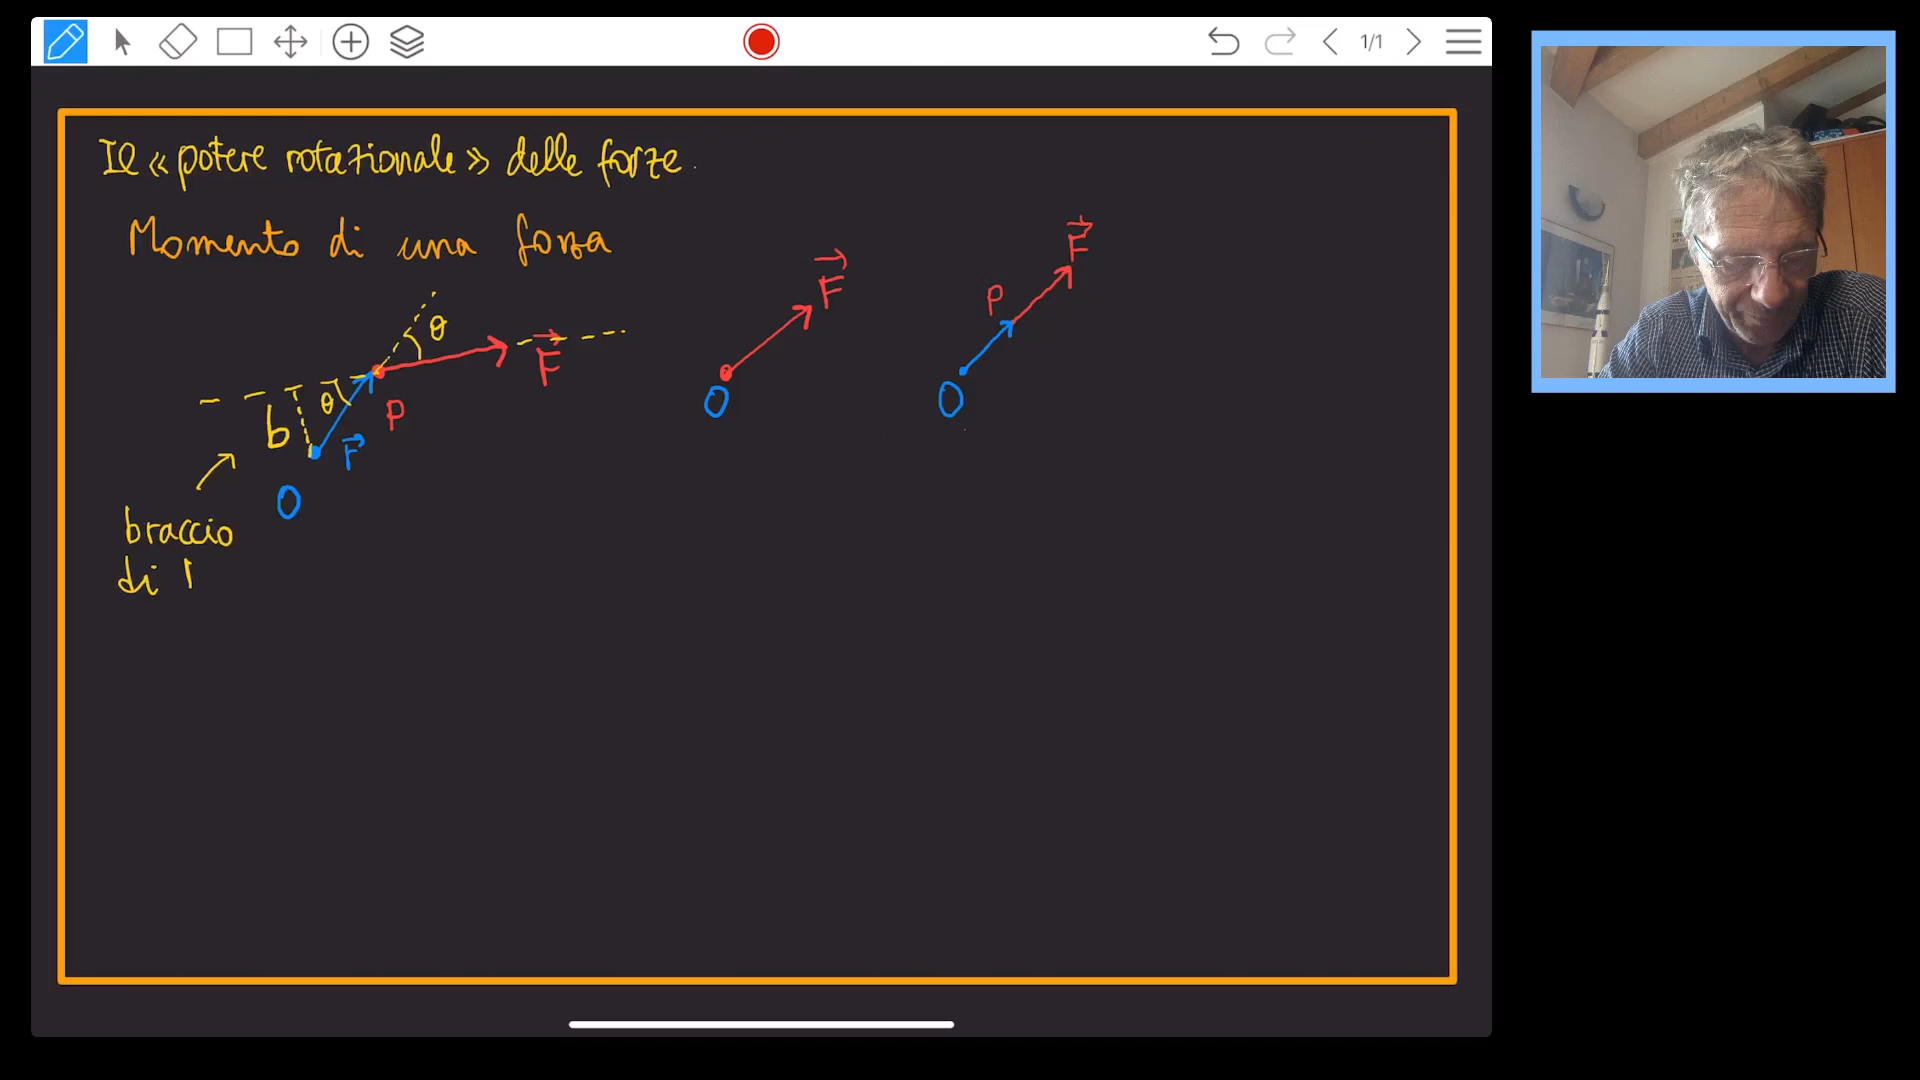 1/1
Il «potere rotazionale» delle forze.
Momento di una forza
θ
F
θ
b
P
r
O
braccio
di
F
O
P
F
O